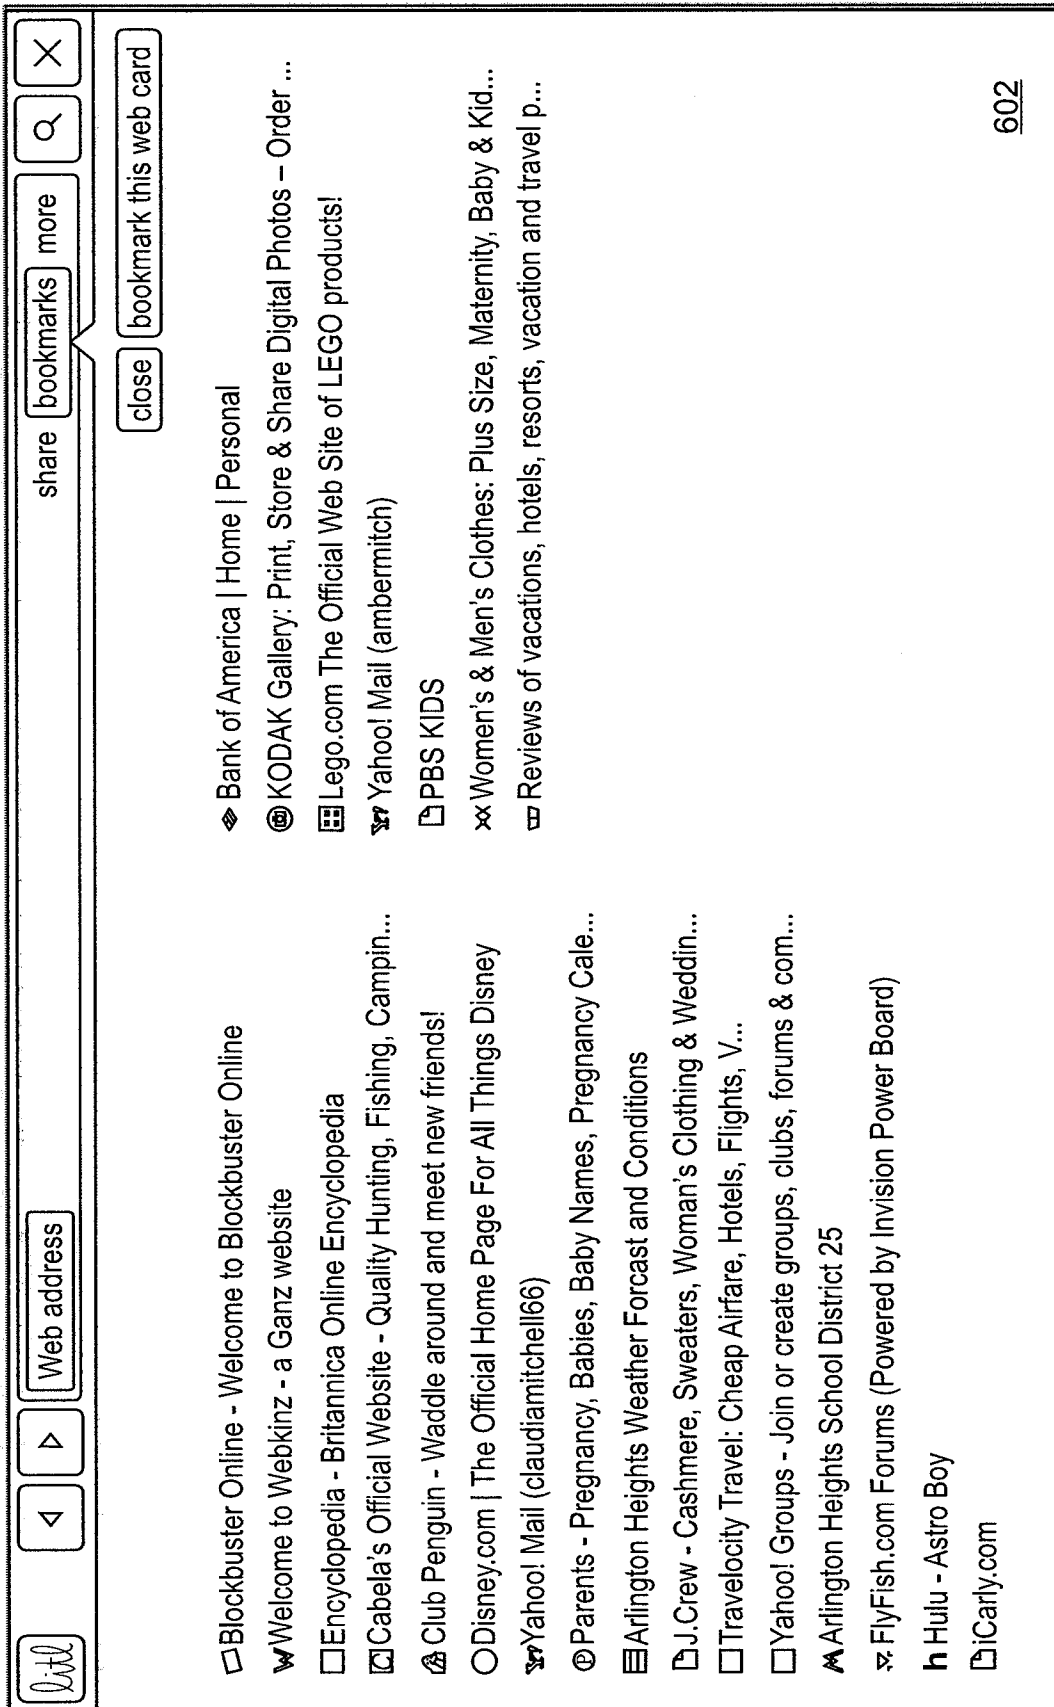 litl
Web address
share bookmarks more
close bookmark this web card
Blockbuster Online - Welcome to Blockbuster Online
Welcome to Webkinz - a Ganz website
Encyclopedia - Britannica Online Encyclopedia
Cabela's Official Website - Quality Hunting, Fishing, Campin...
Club Penguin - Waddle around and meet new friends!
Disney.com | The Official Home Page For All Things Disney
Yahoo! Mail (claudiamitchell66)
Parents - Pregnancy, Babies, Baby Names, Pregnancy Cale...
Arlington Heights Weather Forcast and Conditions
J.Crew - Cashmere, Sweaters, Woman's Clothing & Weddin...
Travelocity Travel: Cheap Airfare, Hotels, Flights, V...
Yahoo! Groups - Join or create groups, clubs, forums & com...
Arlington Heights School District 25
FlyFish.com Forums (Powered by Invision Power Board)
h Hulu - Astro Boy
iCarly.com
Bank of America | Home | Personal
KODAK Gallery: Print, Store & Share Digital Photos – Order ...
Lego.com The Official Web Site of LEGO products!
Yahoo! Mail (ambermitch)
PBS KIDS
Women's & Men's Clothes: Plus Size, Maternity, Baby & Kid...
Reviews of vacations, hotels, resorts, vacation and travel p...
602